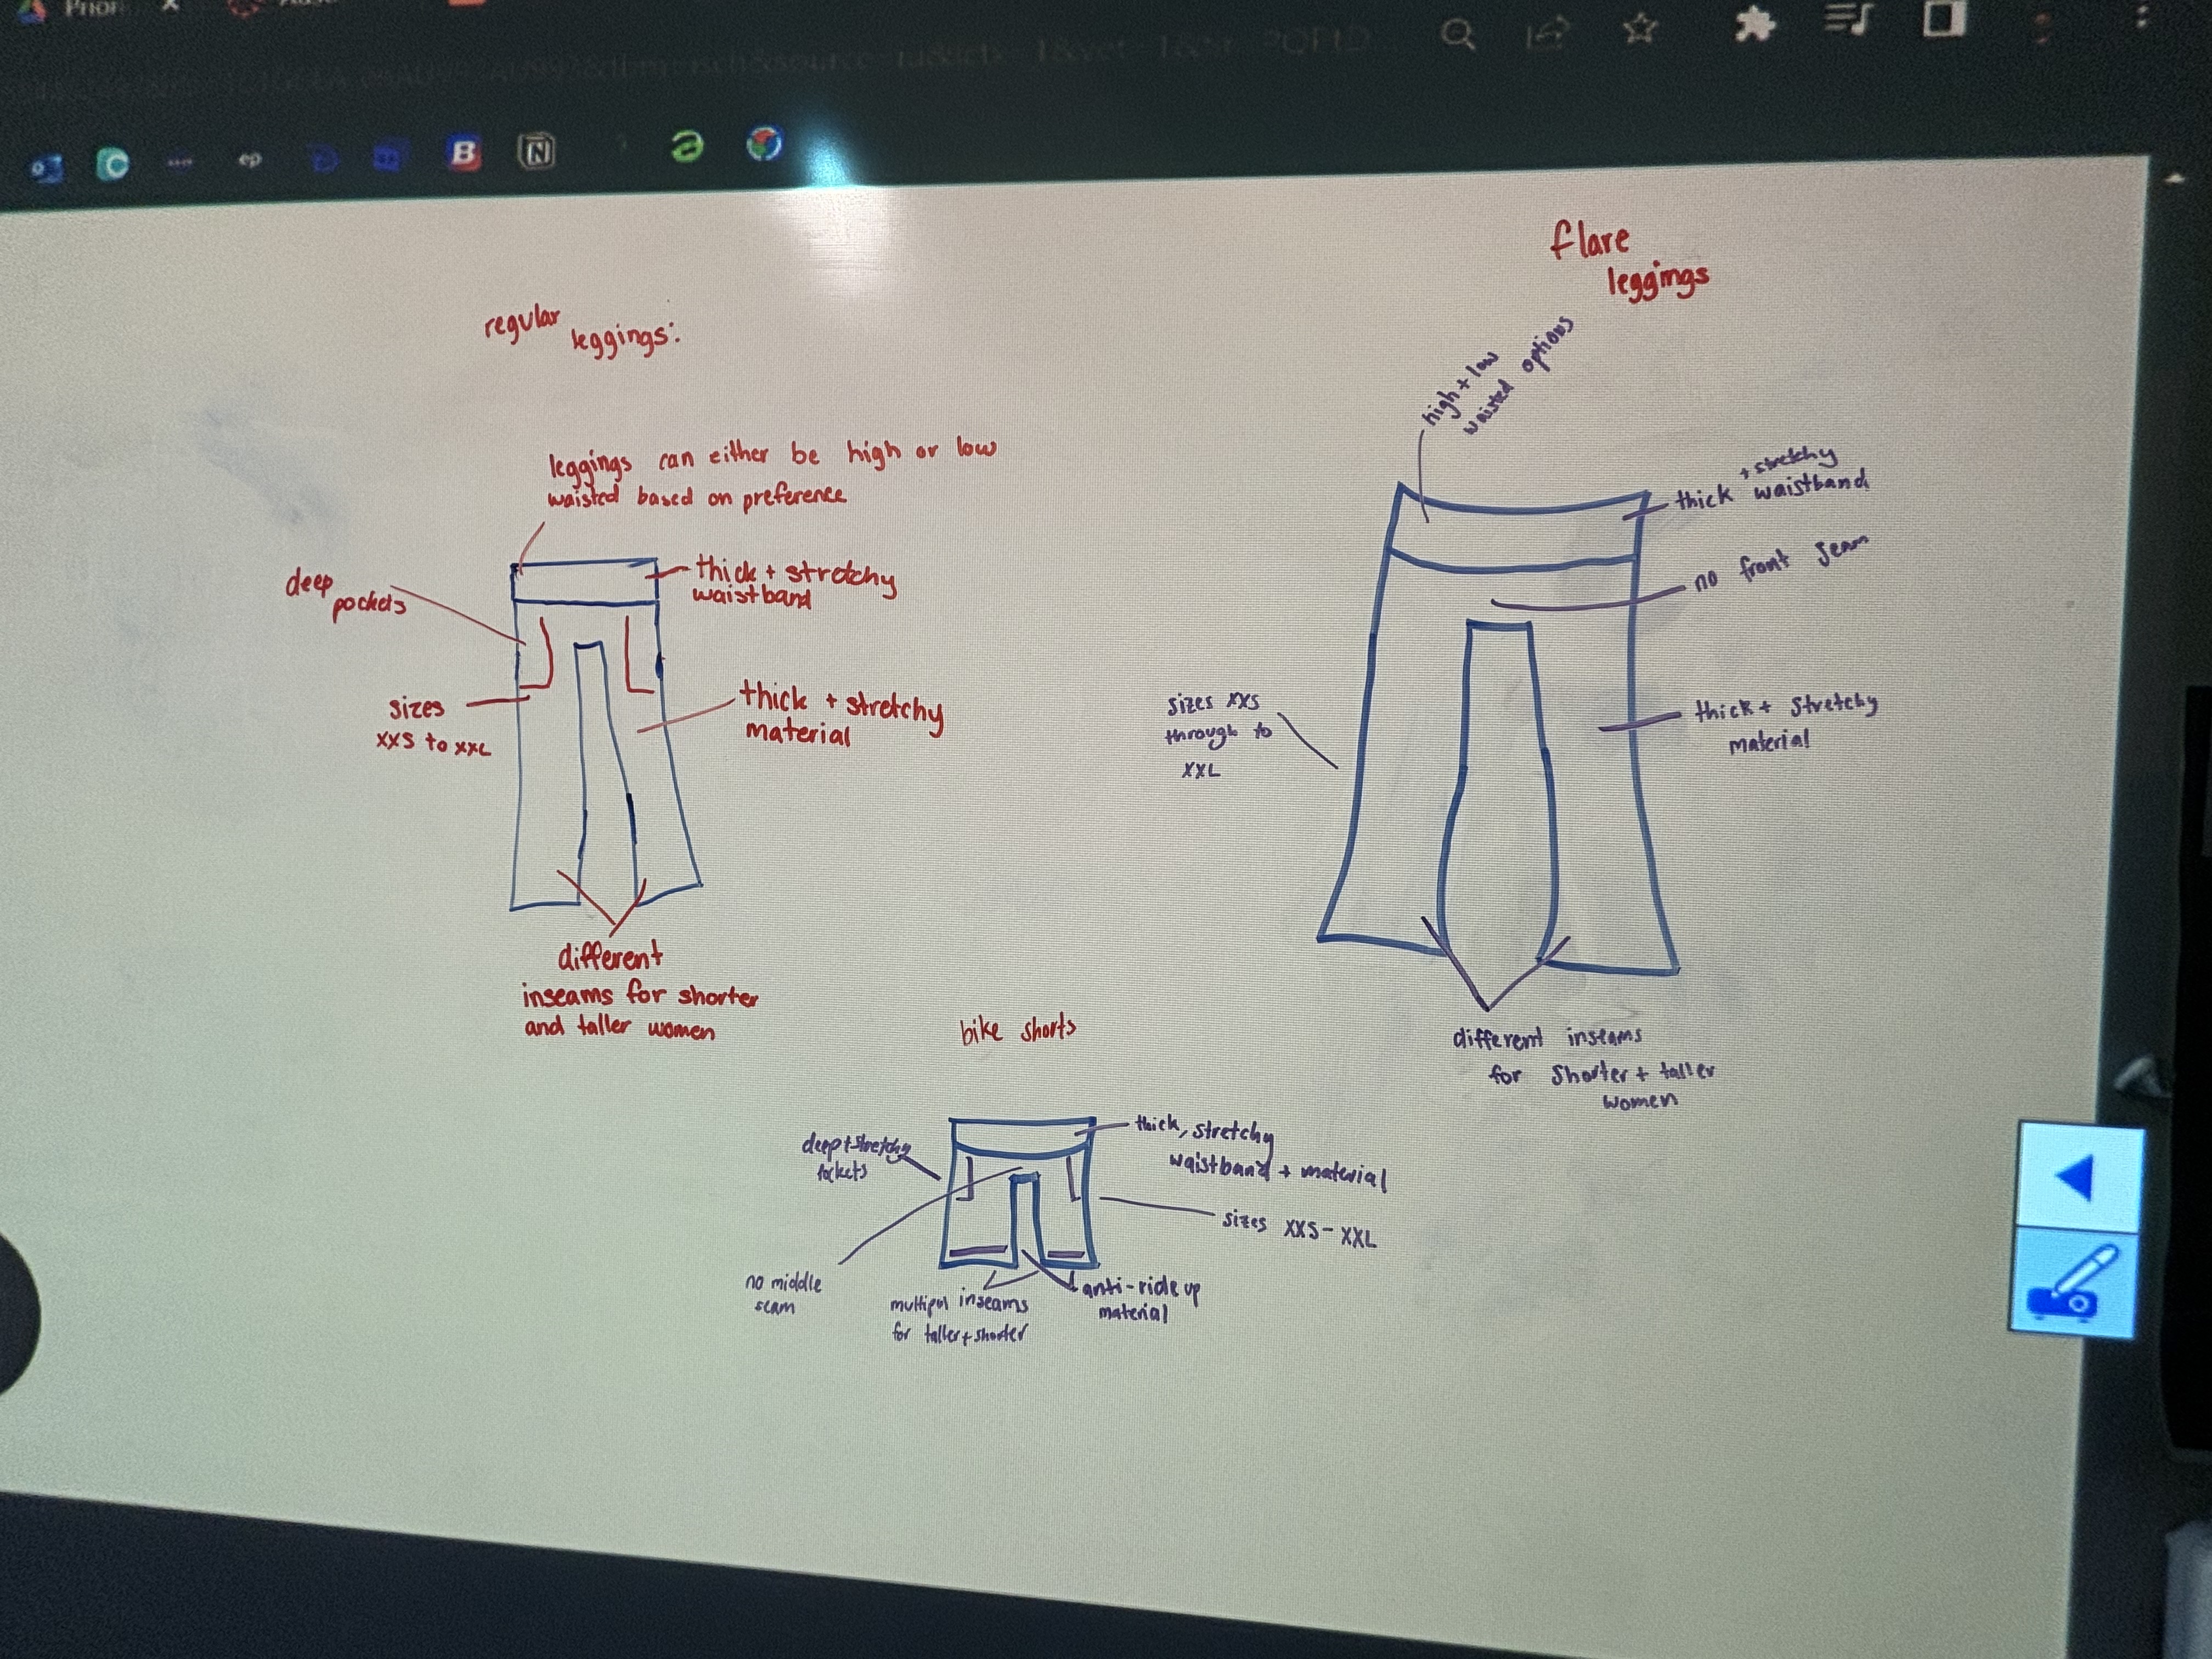 Prior
ep
B
N
regular
leggings:
leggings can either be high or low
waisted based on preference
deep
pockets
thick + stretchy
waistband
sizes
xxs to xxL
thick + stretchy
material
different
inseams for shorter
and taller women
flare
leggings
high + low
waisted options
+ stretchy
thick waistband
no front seam
sizes xxs
through to
XXL
thick + stretchy
material
different inseams
for shorter + taller
women
bike shorts
deep + stretchy
pockets
thick, stretchy
waistband + material
sizes XXS - XXL
no middle
seam
multipul inseams
for taller + shorter
anti-ride up
material